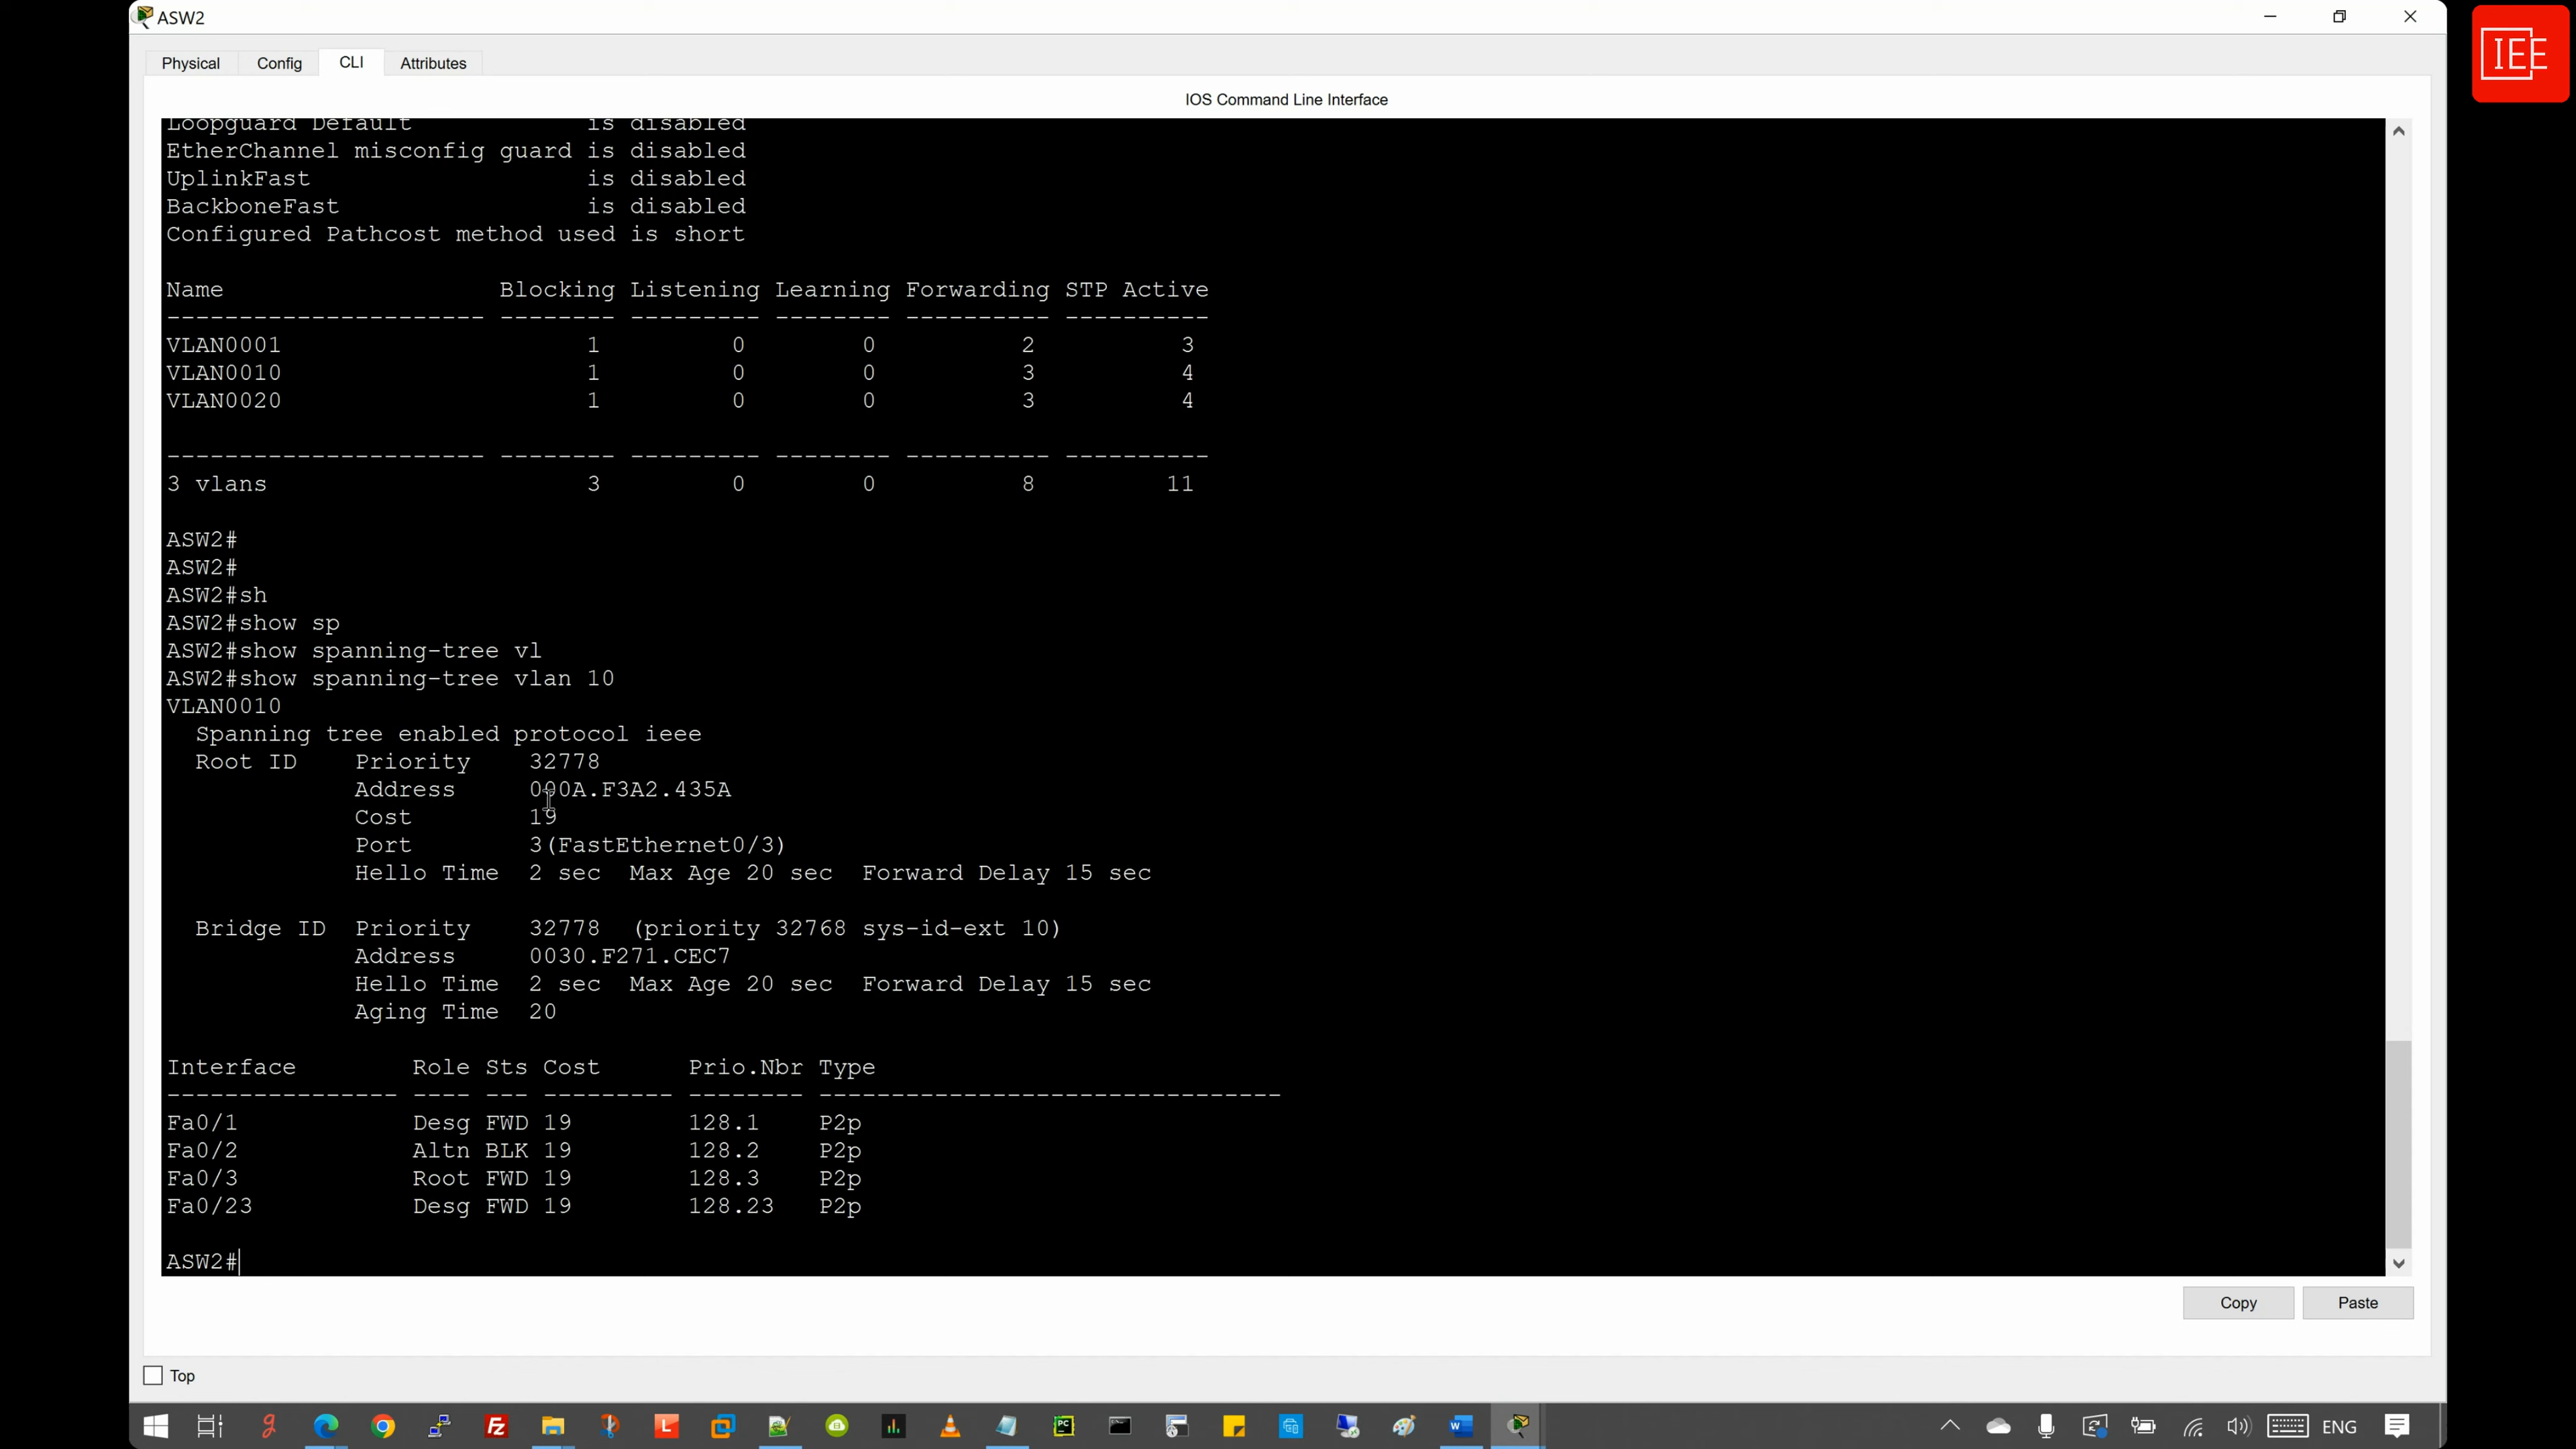 ASW2
IEE
Physical Config CLI Attributes
IOS Command Line Interface
Loopguard Default is disabled
EtherChannel misconfig guard is disabled
UplinkFast is disabled
BackboneFast is disabled
Configured Pathcost method used is short
Name Blocking Listening Learning Forwarding STP Active
---------------------- -------- --------- -------- ---------- ----------
VLAN0001 1 0 0 2 3
VLAN0010 1 0 0 3 4
VLAN0020 1 0 0 3 4
---------------------- -------- --------- -------- ---------- ----------
3 vlans 3 0 0 8 11
ASW2#
ASW2#
ASW2#sh
ASW2#show sp
ASW2#show spanning-tree vl
ASW2#show spanning-tree vlan 10
VLAN0010
Spanning tree enabled protocol ieee
Root ID Priority 32778
Address 000A.F3A2.435A
Cost 19
Port 3(FastEthernet0/3)
Hello Time 2 sec Max Age 20 sec Forward Delay 15 sec
Bridge ID Priority 32778 (priority 32768 sys-id-ext 10)
Address 0030.F271.CEC7
Hello Time 2 sec Max Age 20 sec Forward Delay 15 sec
Aging Time 20
Interface Role Sts Cost Prio.Nbr Type
---------------- ---- --- --------- -------- --------------------------------
Fa0/1 Desg FWD 19 128.1 P2p
Fa0/2 Altn BLK 19 128.2 P2p
Fa0/3 Root FWD 19 128.3 P2p
Fa0/23 Desg FWD 19 128.23 P2p
ASW2#
Copy Paste
Top
ENG